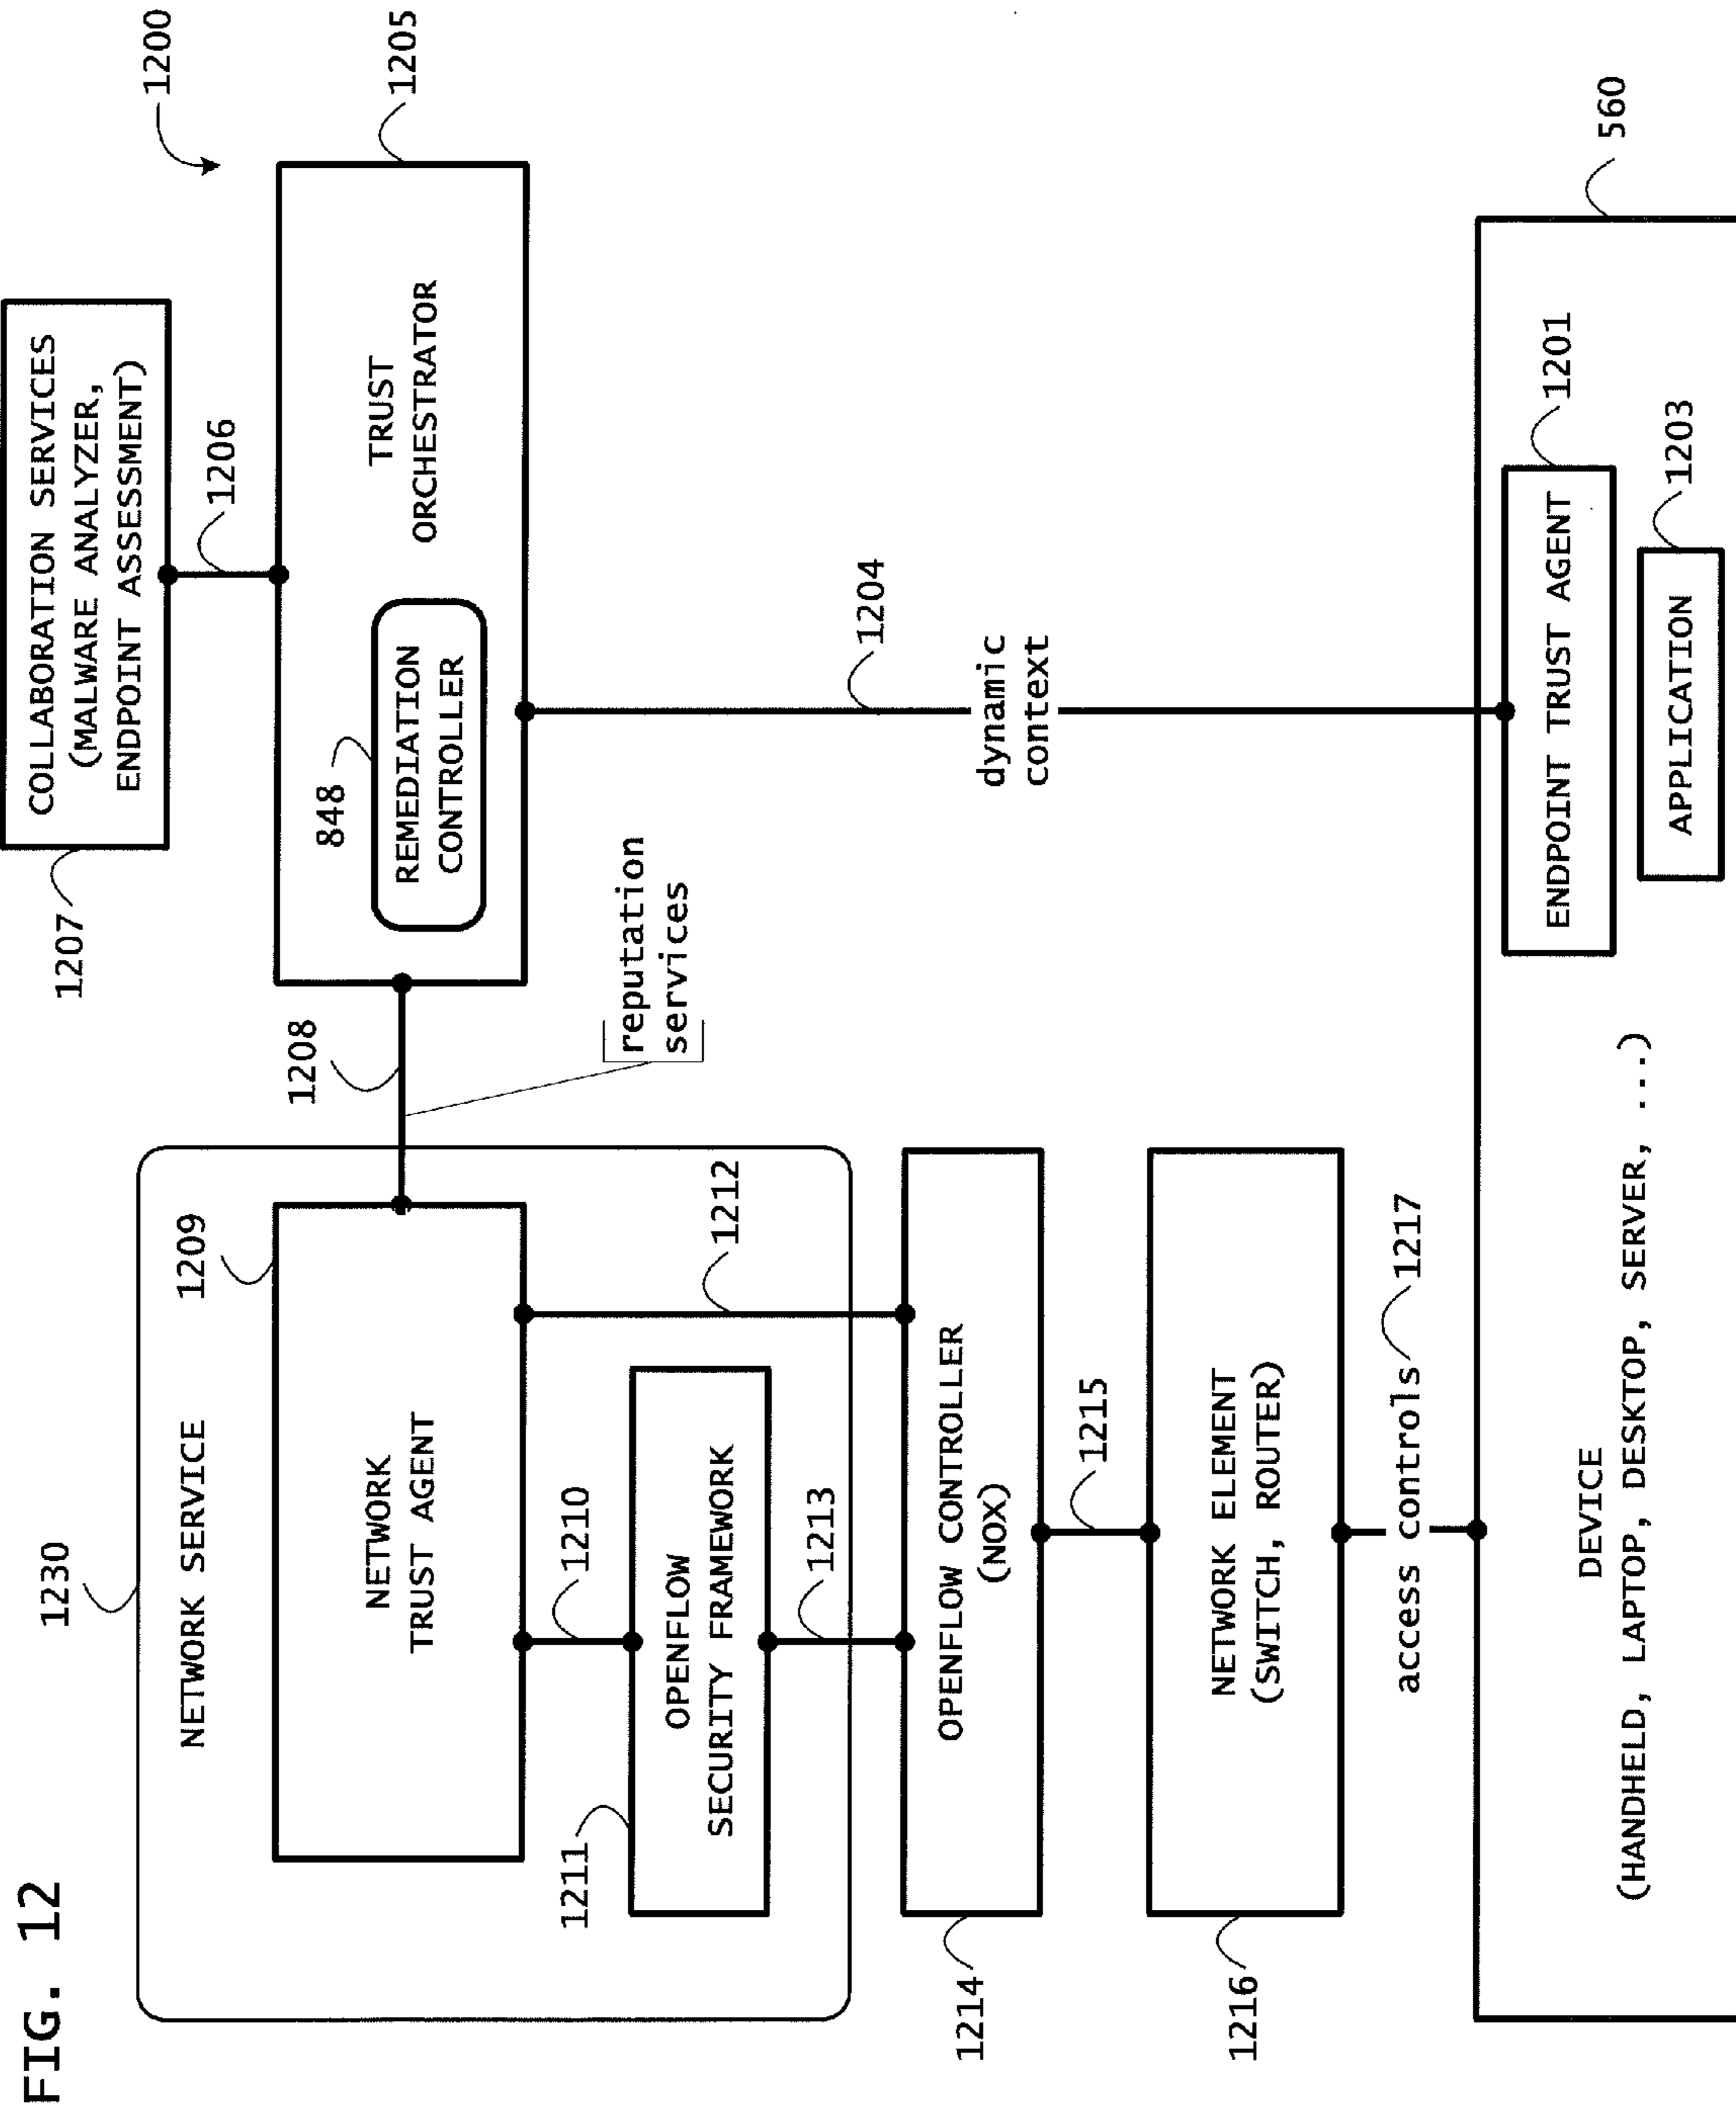 FIG. 12
1200
1230
NETWORK SERVICE
1209
NETWORK
TRUST AGENT
1210
1211
OPENFLOW
SECURITY FRAMEWORK
1212
1213
1208
reputation
services
1207
COLLABORATION SERVICES
(MALWARE ANALYZER,
ENDPOINT ASSESSMENT)
1206
1205
TRUST
ORCHESTRATOR
848
REMEDIATION
CONTROLLER
1204
dynamic
context
1214
OPENFLOW CONTROLLER
(NOX)
1215
1216
NETWORK ELEMENT
(SWITCH, ROUTER)
access controls
1217
560
DEVICE
(HANDHELD, LAPTOP, DESKTOP, SERVER, ...)
ENDPOINT TRUST AGENT
1201
APPLICATION
1203